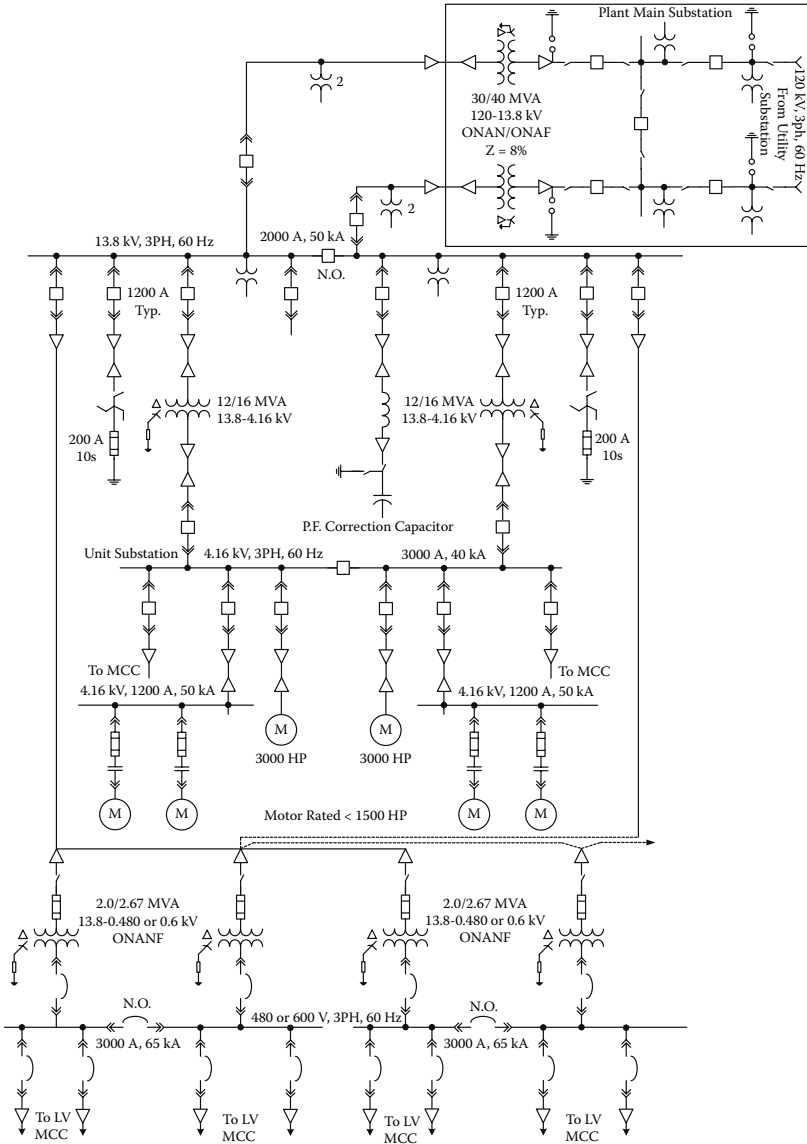 Plant Main Substation
2
30/40 MVA
120-13.8 kV
ONAN/ONAF
Z = 8%
120 kV, 3ph, 60 Hz
From Utility
Substation
2
13.8 kV, 3PH, 60 Hz
2000 A, 50 kA
N.O.
1200 A
Typ.
1200 A
Typ.
12/16 MVA
13.8-4.16 kV
12/16 MVA
13.8-4.16 kV
200 A
10s
200 A
10s
P.F. Correction Capacitor
Unit Substation
4.16 kV, 3PH, 60 Hz
3000 A, 40 kA
To MCC
To MCC
4.16 kV, 1200 A, 50 kA
4.16 kV, 1200 A, 50 kA
M
M
3000 HP
3000 HP
M
M
M
M
Motor Rated < 1500 HP
2.0/2.67 MVA
13.8-0.480 or 0.6 kV
ONANF
2.0/2.67 MVA
13.8-0.480 or 0.6 kV
ONANF
N.O.
480 or 600 V, 3PH, 60 Hz
N.O.
3000 A, 65 kA
3000 A, 65 kA
To LV
MCC
To LV
MCC
To LV
MCC
To LV
MCC